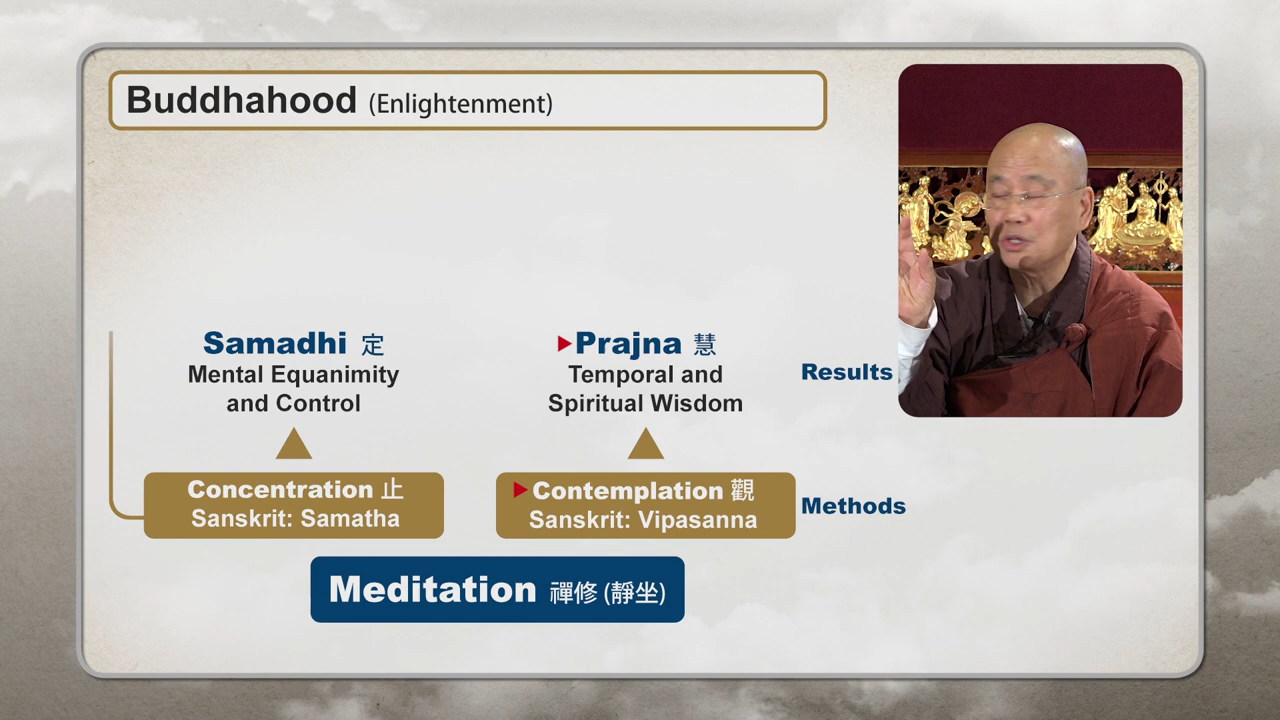 Buddhahood (Enlightenment)
Samadhi 定
Mental Equanimity
and Control
▶Prajna 慧
Temporal and
Spiritual Wisdom
Results
Concentration 止
Sanskrit: Samatha
▶Contemplation 觀
Sanskrit: Vipasanna
Methods
Meditation 禪修 (靜坐)